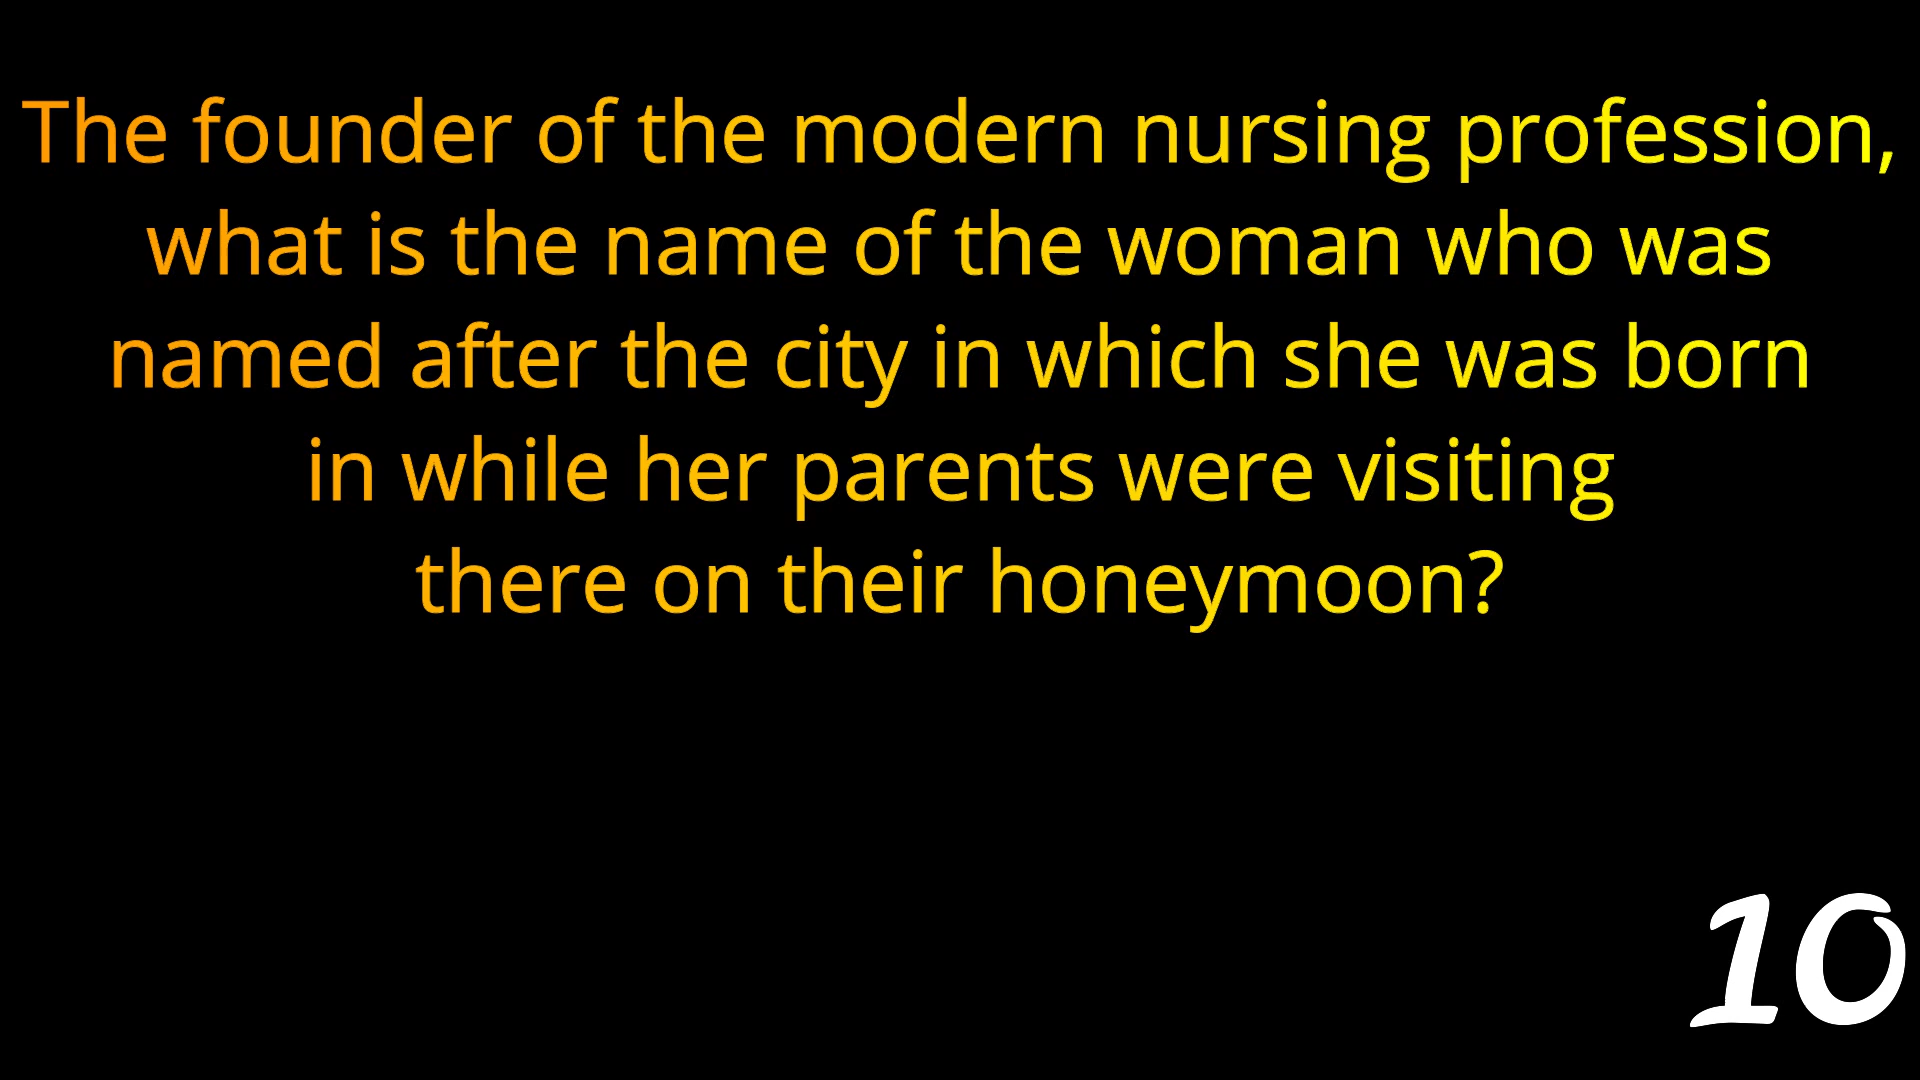 The founder of the modern nursing profession,
what is the name of the woman who was
named after the city in which she was born
in while her parents were visiting
there on their honeymoon?
10